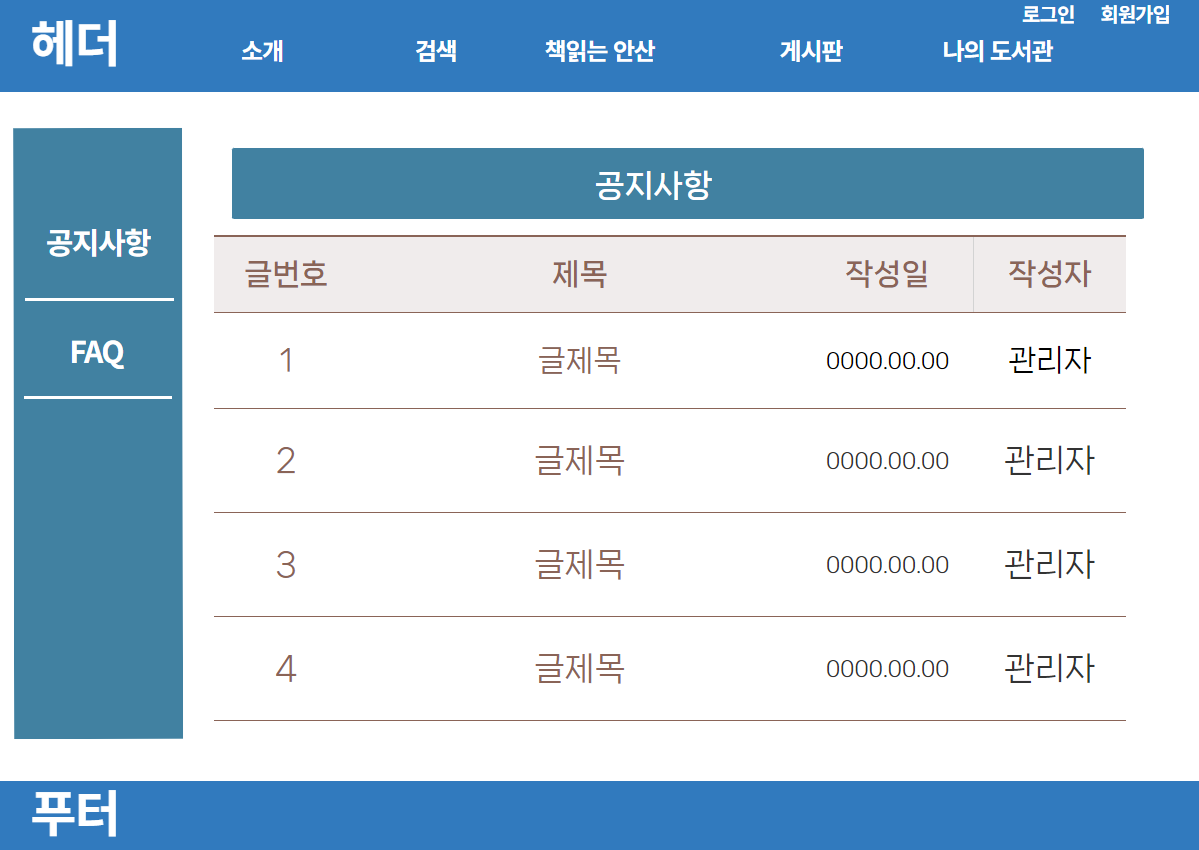 로그인 회원가입
헤더
소개 검색 책읽는 안산 게시판 나의 도서관
공지사항
FAQ
공지사항
글번호 제목 작성일 작성자
1 글제목 0000.00.00 관리자
2 글제목 0000.00.00 관리자
3 글제목 0000.00.00 관리자
4 글제목 0000.00.00 관리자
푸터